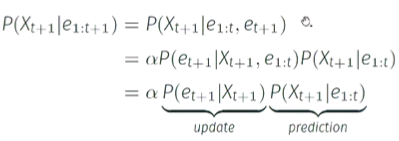 P(X_{t+1}|e_{1:t+1}) = P(X_{t+1}|e_{1:t}, e_{t+1})
= αP(e_{t+1}|X_{t+1}, e_{1:t})P(X_{t+1}|e_{1:t})
= α P(e_{t+1}|X_{t+1}) P(X_{t+1}|e_{1:t})
update prediction